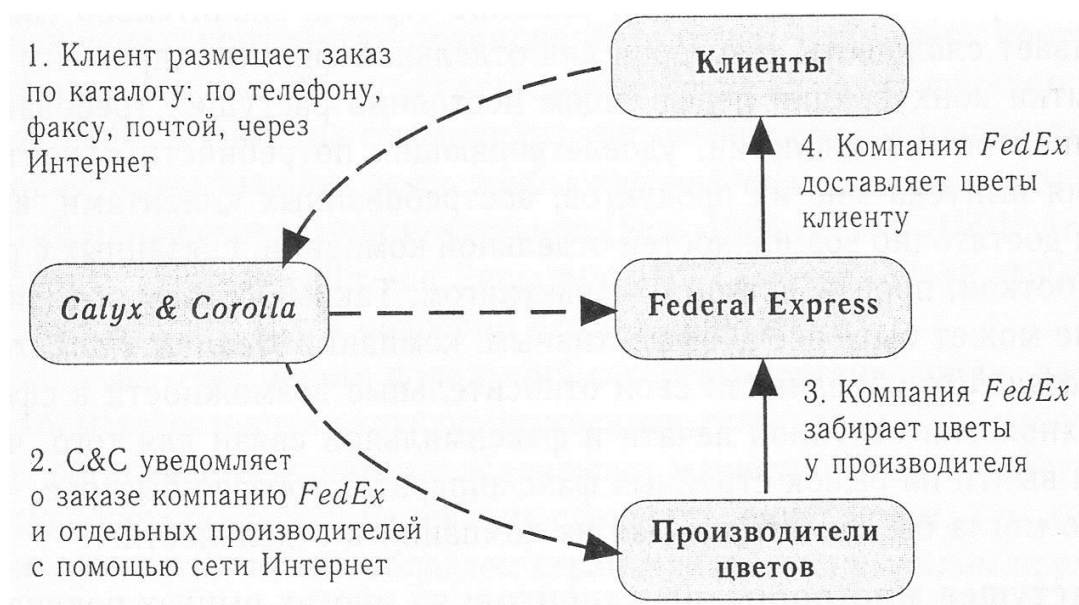 1. Клиент размещает заказ
по каталогу: по телефону,
факсу, почтой, через
Интернет
Клиенты
4. Компания FedEx
доставляет цветы
клиенту
Calyx & Corolla
Federal Express
3. Компания FedEx
забирает цветы
у производителя
2. C&C уведомляет
о заказе компанию FedEx
и отдельных производителей
с помощью сети Интернет
Производители
цветов